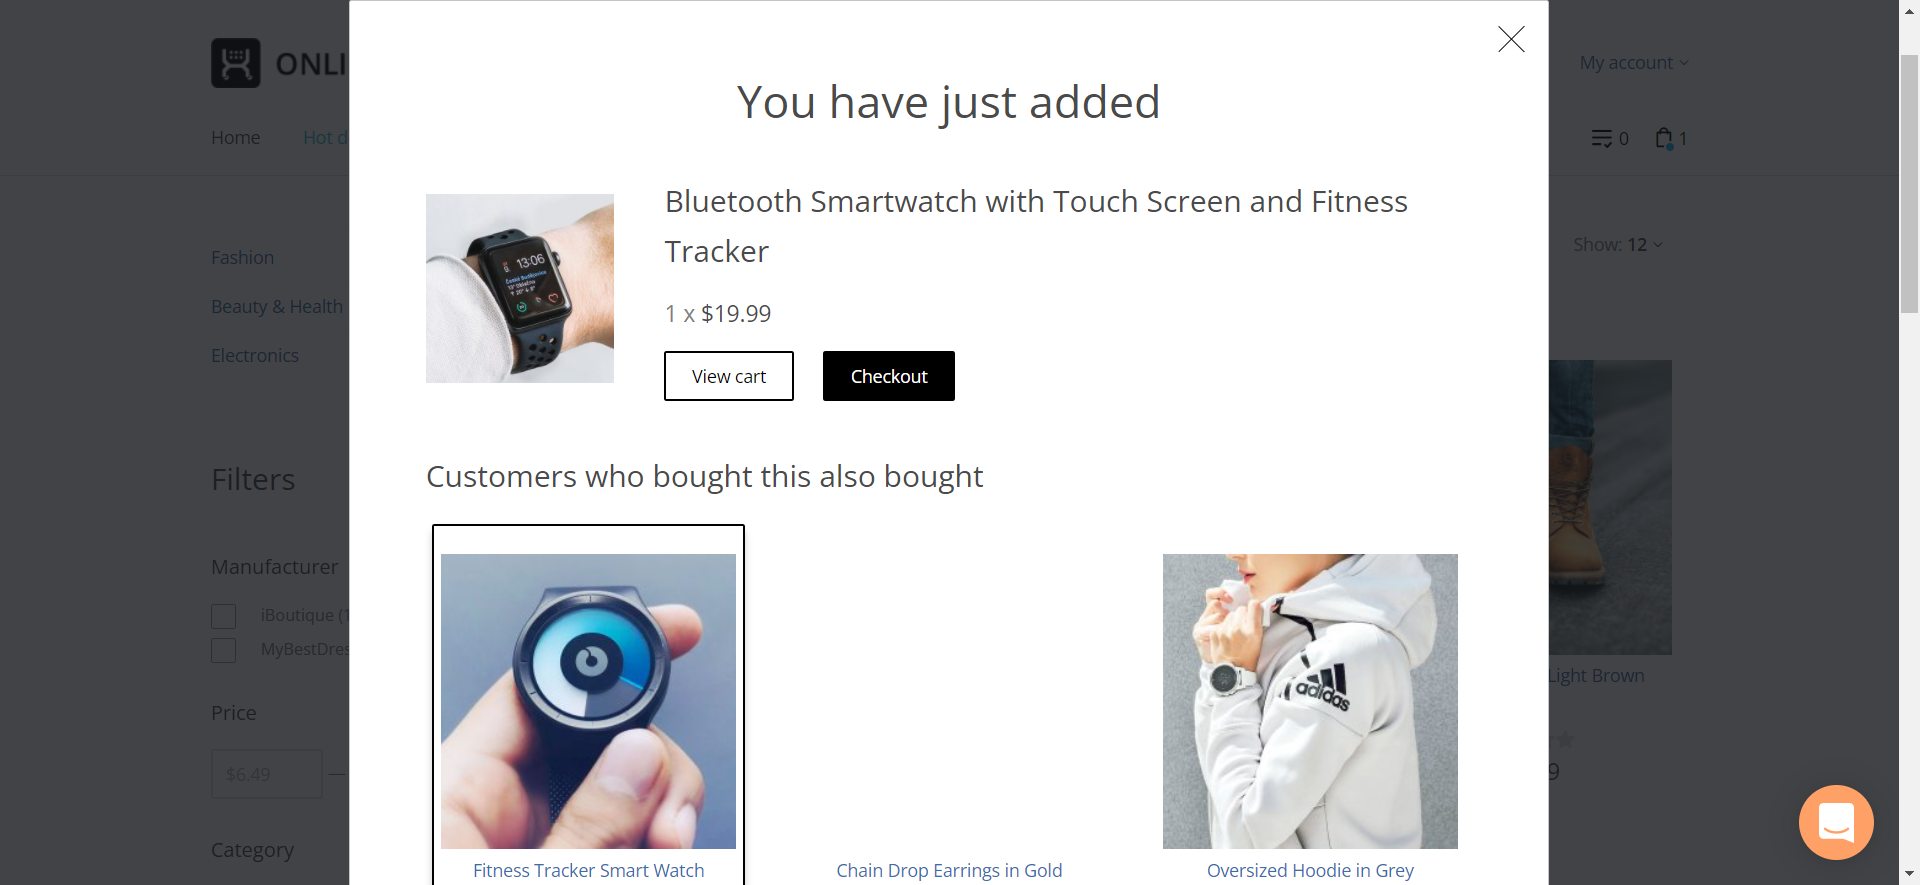 ONLI
My account
Home
Hot d
0
1
You have just added
Bluetooth Smartwatch with Touch Screen and Fitness
Tracker
1 x $19.99
View cart
Checkout
Show: 12
Fashion
Beauty & Health
Electronics
Customers who bought this also bought
Filters
Manufacturer
iBoutique (1
MyBestDres
Price
$6.49 —
Category
13:06
adidas
Light Brown
9
Fitness Tracker Smart Watch
Chain Drop Earrings in Gold
Oversized Hoodie in Grey